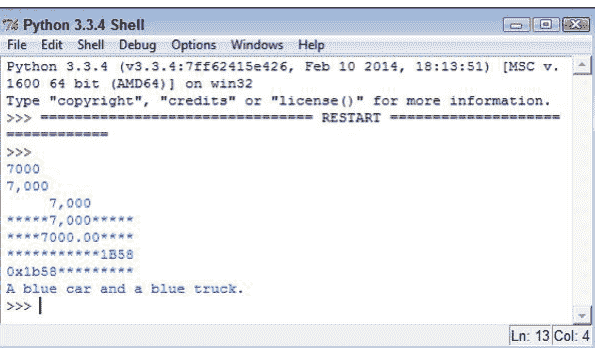 Python 3.3.4 Shell
File Edit Shell Debug Options Windows Help
Python 3.3.4 (v3.3.4:7ff62415e426, Feb 10 2014, 18:13:51) [MSC v.
1600 64 bit (AMD64)] on win32
Type "copyright", "credits" or "license()" for more information.
>>> ================================ RESTART ====================
============
>>>
7000
7,000
     7,000
*****7,000*****
****7000.00****
***********1B58
0x1b58*********
A blue car and a blue truck.
>>>
Ln: 13 Col: 4